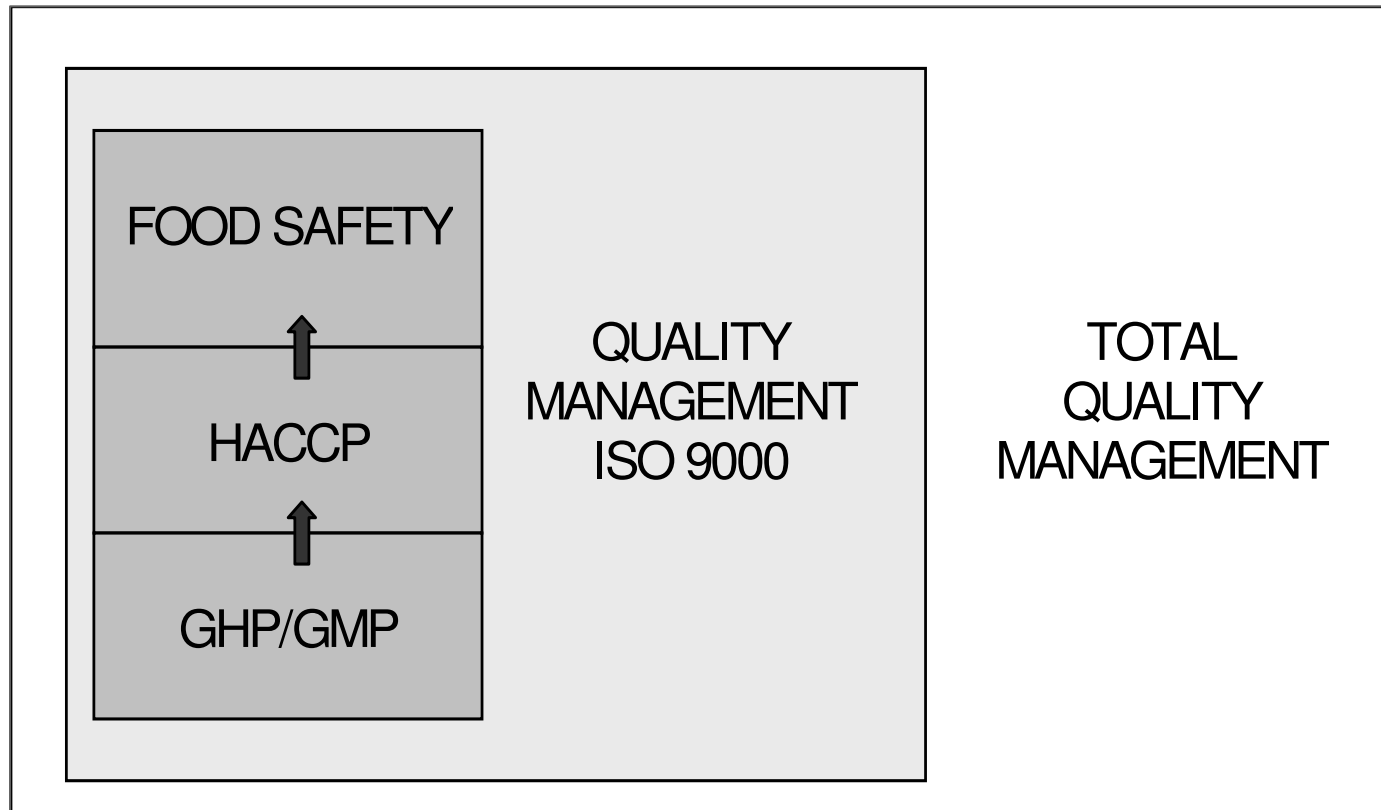 FOOD SAFETY
HACCP
GHP/GMP
QUALITY
MANAGEMENT
ISO 9000
TOTAL
QUALITY
MANAGEMENT